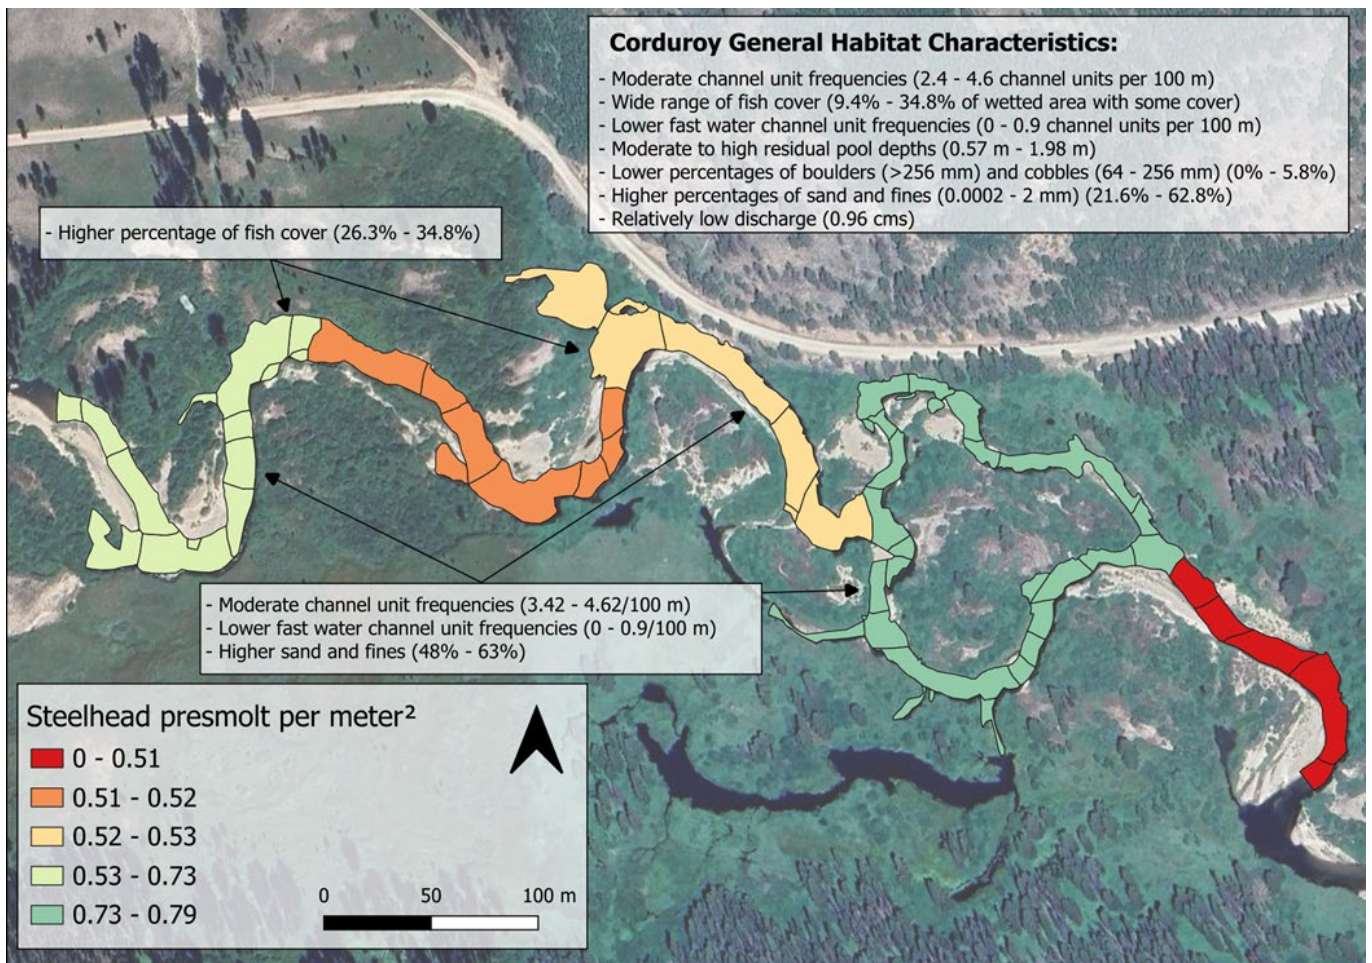 Corduroy General Habitat Characteristics:
- Moderate channel unit frequencies (2.4 - 4.6 channel units per 100 m)
- Wide range of fish cover (9.4% - 34.8% of wetted area with some cover)
- Lower fast water channel unit frequencies (0 - 0.9 channel units per 100 m)
- Moderate to high residual pool depths (0.57 m - 1.98 m)
- Lower percentages of boulders (>256 mm) and cobbles (64 - 256 mm) (0% - 5.8%)
- Higher percentages of sand and fines (0.0002 - 2 mm) (21.6% - 62.8%)
- Relatively low discharge (0.96 cms)
- Higher percentage of fish cover (26.3% - 34.8%)
- Moderate channel unit frequencies (3.42 - 4.62/100 m)
- Lower fast water channel unit frequencies (0 - 0.9/100 m)
- Higher sand and fines (48% - 63%)
Steelhead presmolt per meter²
0 - 0.51
0.51 - 0.52
0.52 - 0.53
0.53 - 0.73
0.73 - 0.79
0 50 100 m